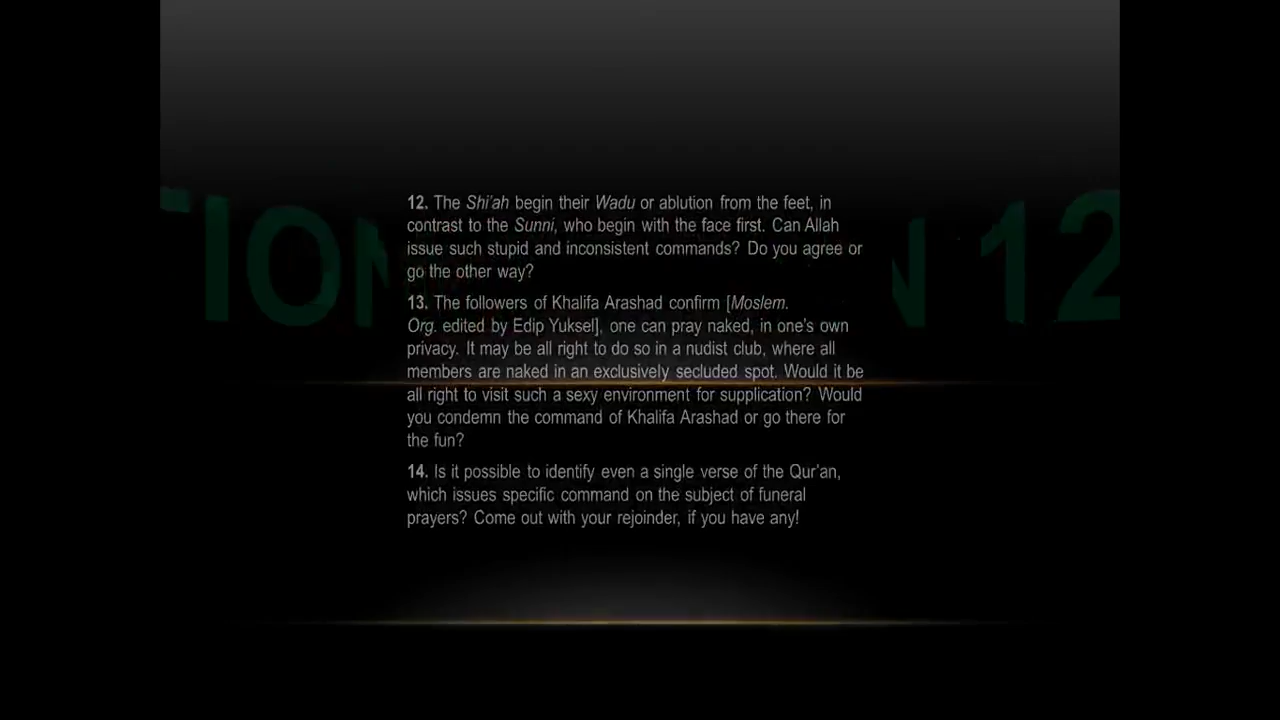 12. The Shi'ah begin their Wadu or ablution from the feet, in
contrast to the Sunni, who begin with the face first. Can Allah
issue such stupid and inconsistent commands? Do you agree or
go the other way?
13. The followers of Khalifa Arashad confirm [Moslem.
Org. edited by Edip Yuksel], one can pray naked, in one's own
privacy. It may be all right to do so in a nudist club, where all
members are naked in an exclusively secluded spot. Would it be
all right to visit such a sexy environment for supplication? Would
you condemn the command of Khalifa Arashad or go there for
the fun?
14. Is it possible to identify even a single verse of the Qur'an,
which issues specific command on the subject of funeral
prayers? Come out with your rejoinder, if you have any!
12